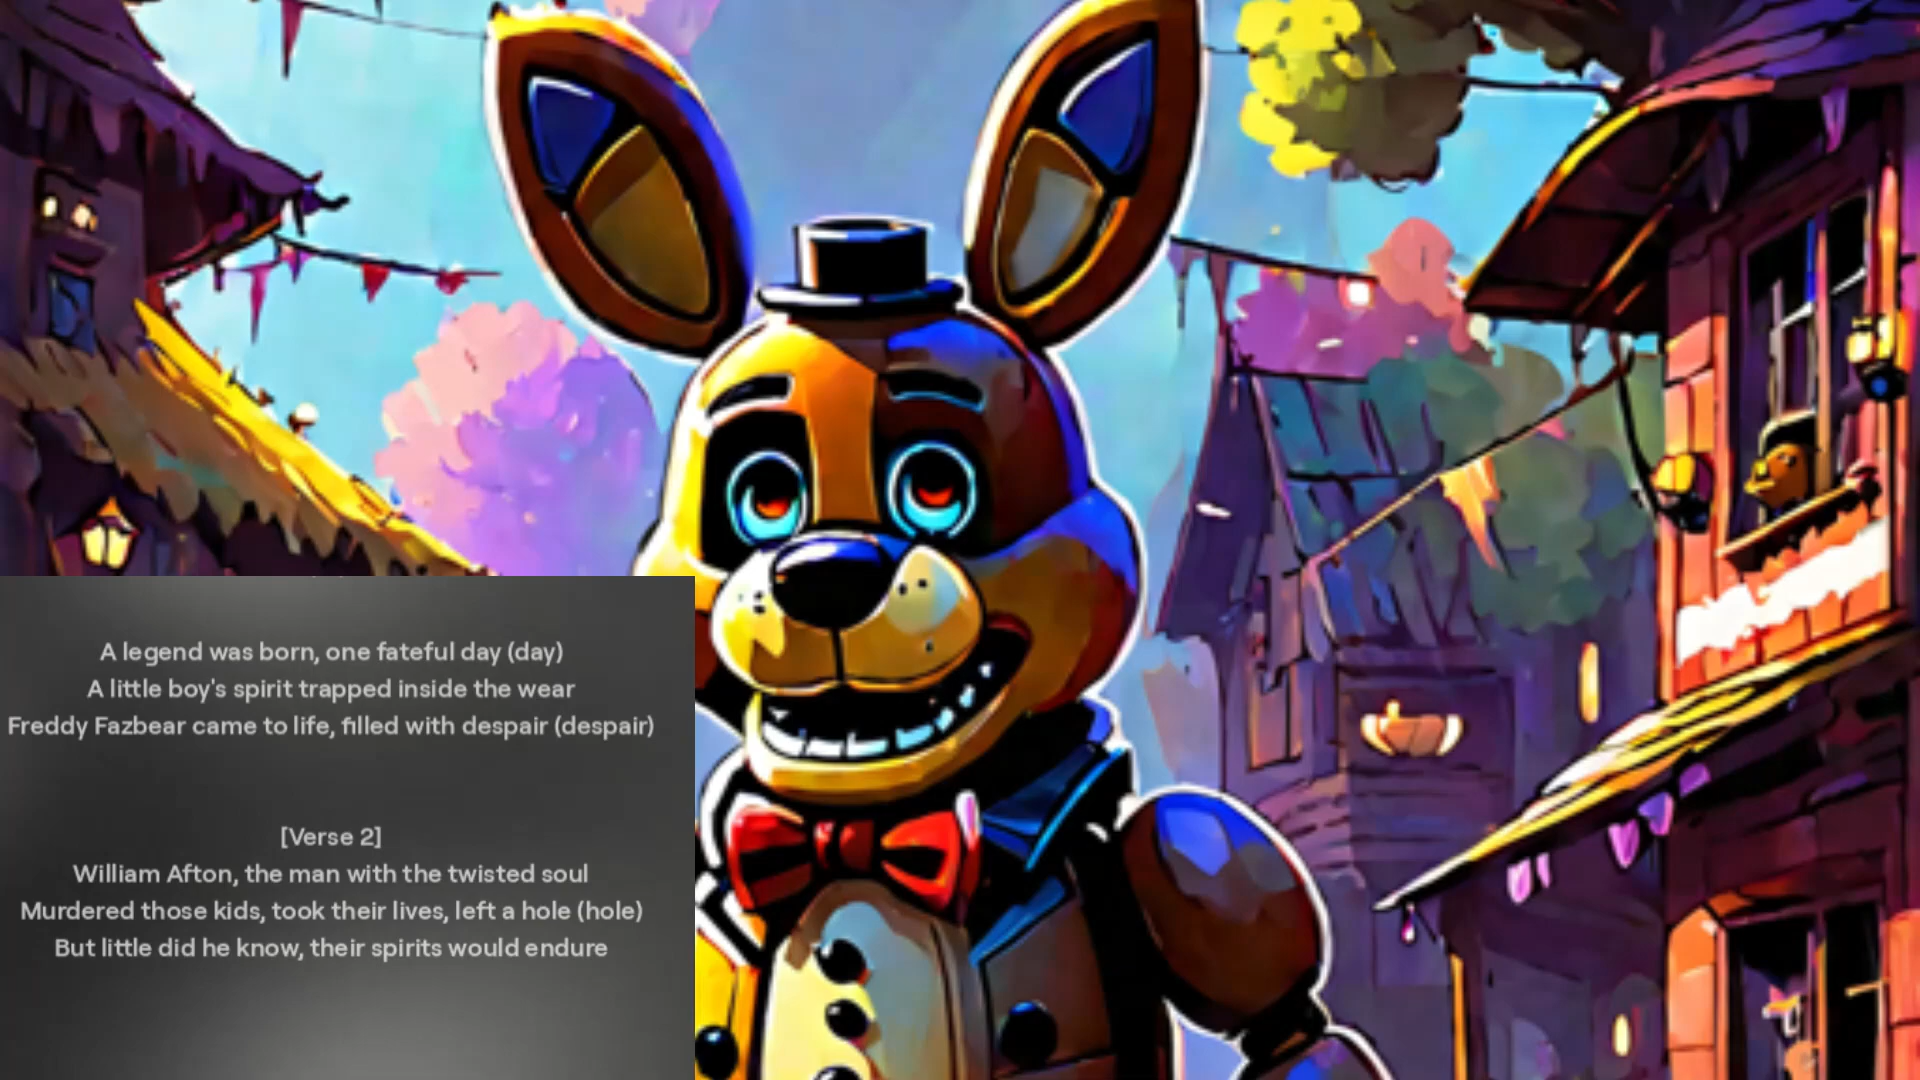 A legend was born, one fateful day (day)
A little boy's spirit trapped inside the wear
Freddy Fazbear came to life, filled with despair (despair)
[Verse 2]
William Afton, the man with the twisted soul
Murdered those kids, took their lives, left a hole (hole)
But little did he know, their spirits would endure